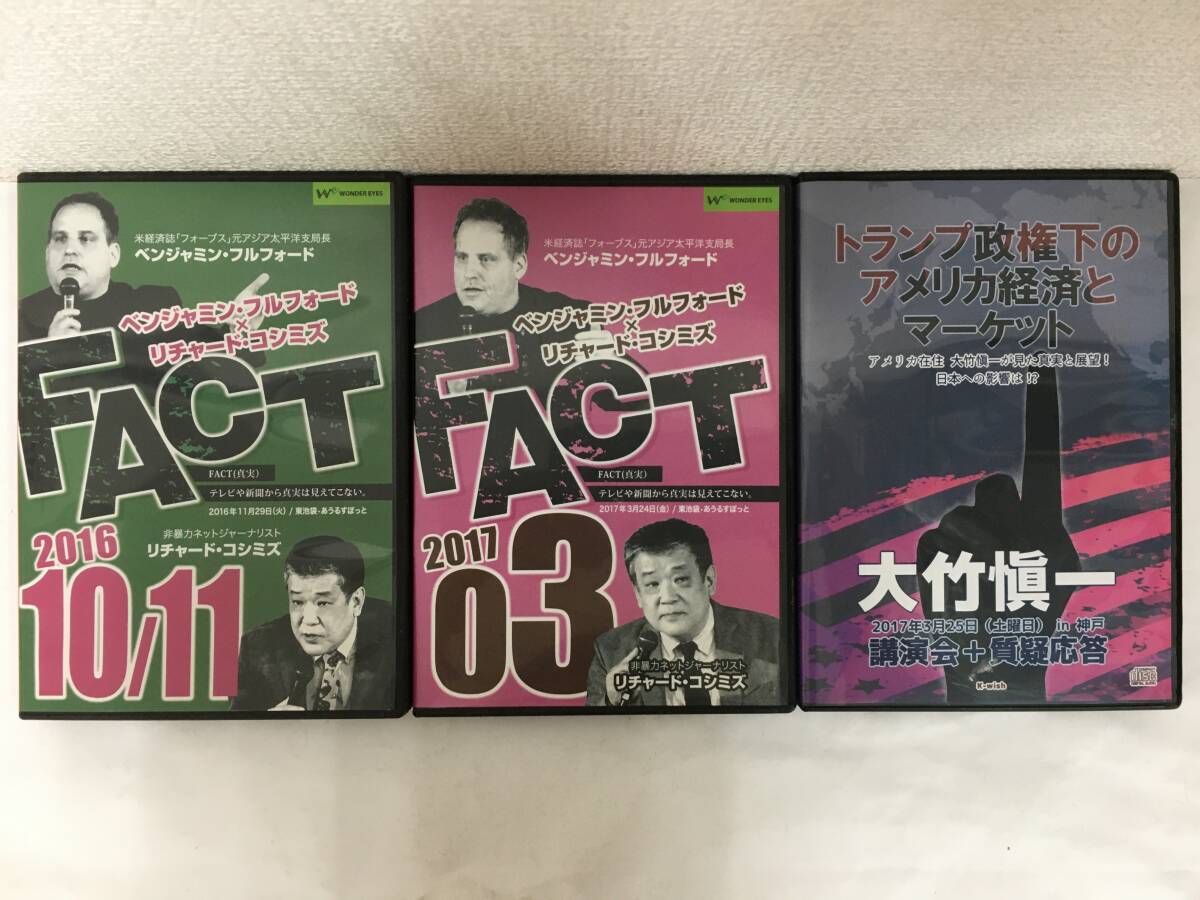 W WONDER EYES
米経済誌「フォーブス」元アジア太平洋支局長
ベンジャミン・フルフォード
ベンジャミン・フルフォード
×
リチャード・コシミズ
FACT
FACT(真実)
テレビや新聞から真実は見えてこない。
2016年11月29日(火) / 東池袋・あうるすぽっと
2016
10/11
非暴力ネットジャーナリスト
リチャード・コシミズ
W WONDER EYES
米経済誌「フォーブス」元アジア太平洋支局長
ベンジャミン・フルフォード
ベンジャミン・フルフォード
×
リチャード・コシミズ
FACT
FACT(真実)
テレビや新聞から真実は見えてこない。
2017年3月24日(金) / 東池袋・あうるすぽっと
2017
03
非暴力ネットジャーナリスト
リチャード・コシミズ
トランプ政権下の
アメリカ経済と
マーケット
アメリカ在住 大竹愼一が見た真実と展望！
日本への影響は!?
大竹愼一
2017年3月25日（土曜日） in 神戸
講演会＋質疑応答
K-wish